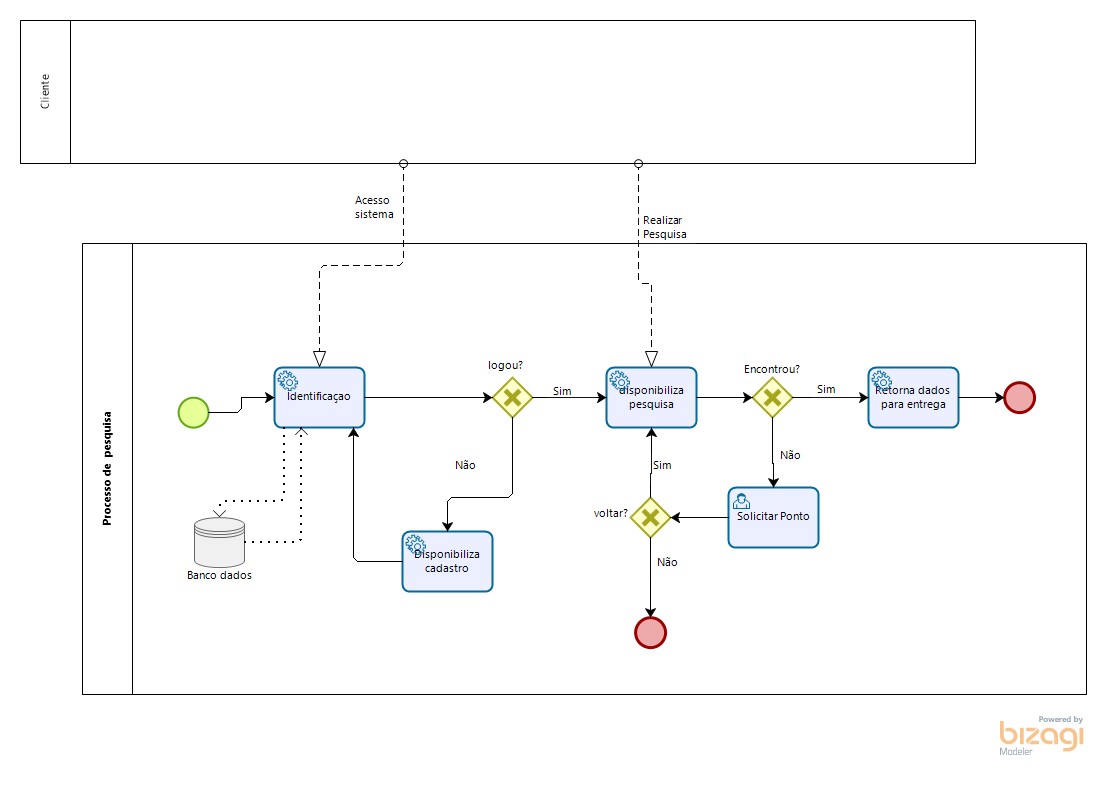 Cliente
Acesso
sistema
Realizar
Pesquisa
Processo de pesquisa
logou?
Encontrou?
Identificaçao
Sim
disponibiliza
pesquisa
Sim
Retorna dados
para entrega
Não
Não
Sim
voltar?
Solicitar Ponto
Disponibiliza
cadastro
Não
Banco dados
Powered by
bizagi
Modeler